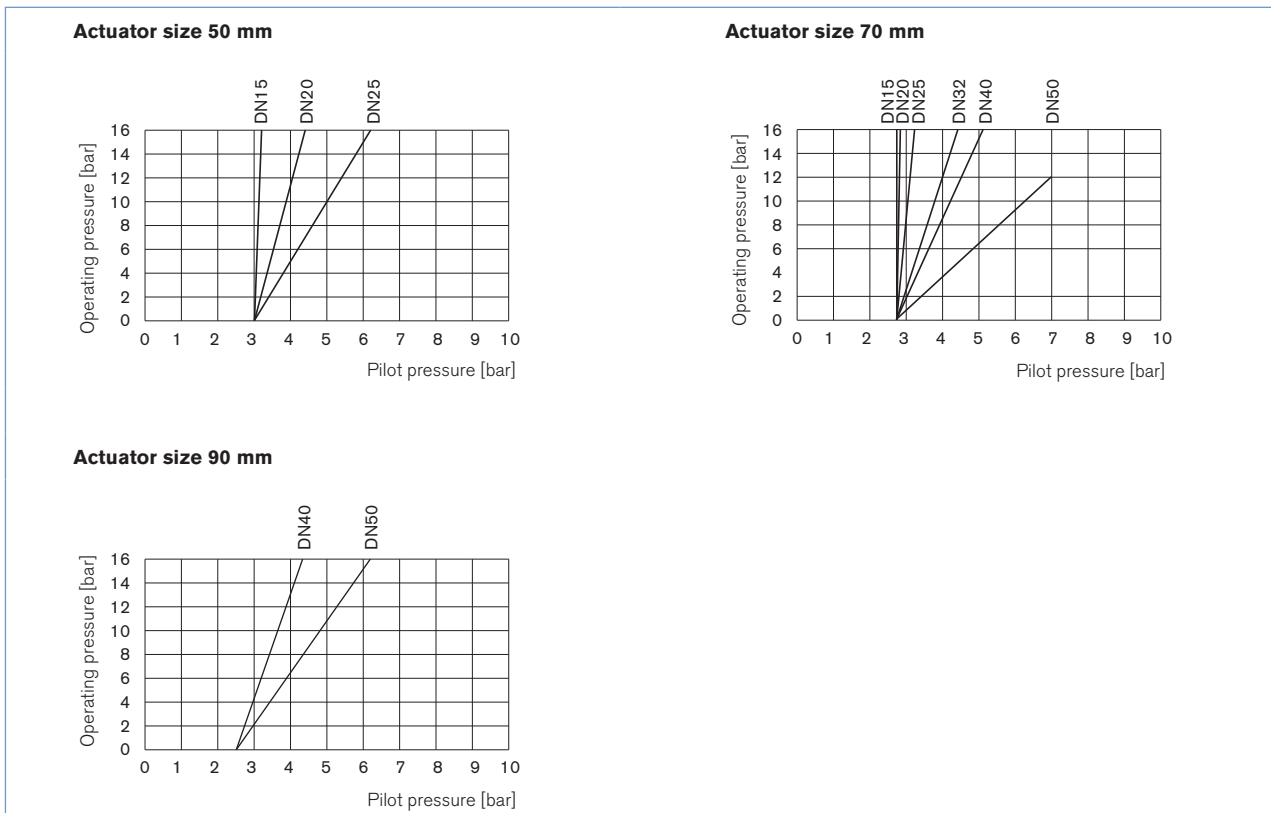 Actuator size 50 mm
DN15 DN20 DN25
Operating pressure [bar]
16
14
12
10
8
6
4
2
0
0 1 2 3 4 5 6 7 8 9 10
Pilot pressure [bar]
Actuator size 70 mm
DN15 DN20 DN25 DN32 DN40 DN50
Operating pressure [bar]
16
14
12
10
8
6
4
2
0
0 1 2 3 4 5 6 7 8 9 10
Pilot pressure [bar]
Actuator size 90 mm
DN40 DN50
Operating pressure [bar]
16
14
12
10
8
6
4
2
0
0 1 2 3 4 5 6 7 8 9 10
Pilot pressure [bar]